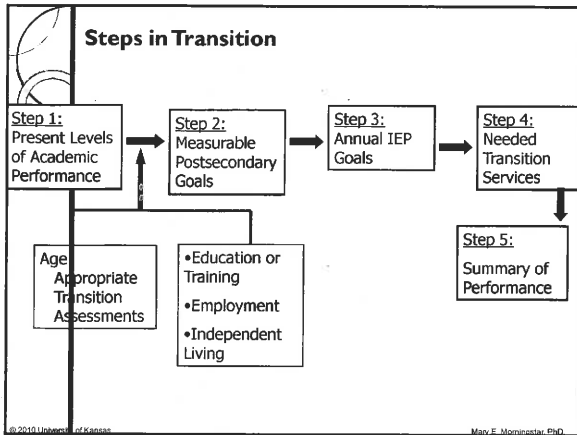 Steps in Transition
Step 1:
Present Levels
of Academic
Performance
Step 2:
Measurable
Postsecondary
Goals
Step 3:
Annual IEP
Goals
Step 4:
Needed
Transition
Services
Step 5:
Summary of
Performance
Age
Appropriate
Transition
Assessments
•Education or
Training
•Employment
•Independent
Living
© 2010 University of Kansas
Mary E. Morningstar, PhD.